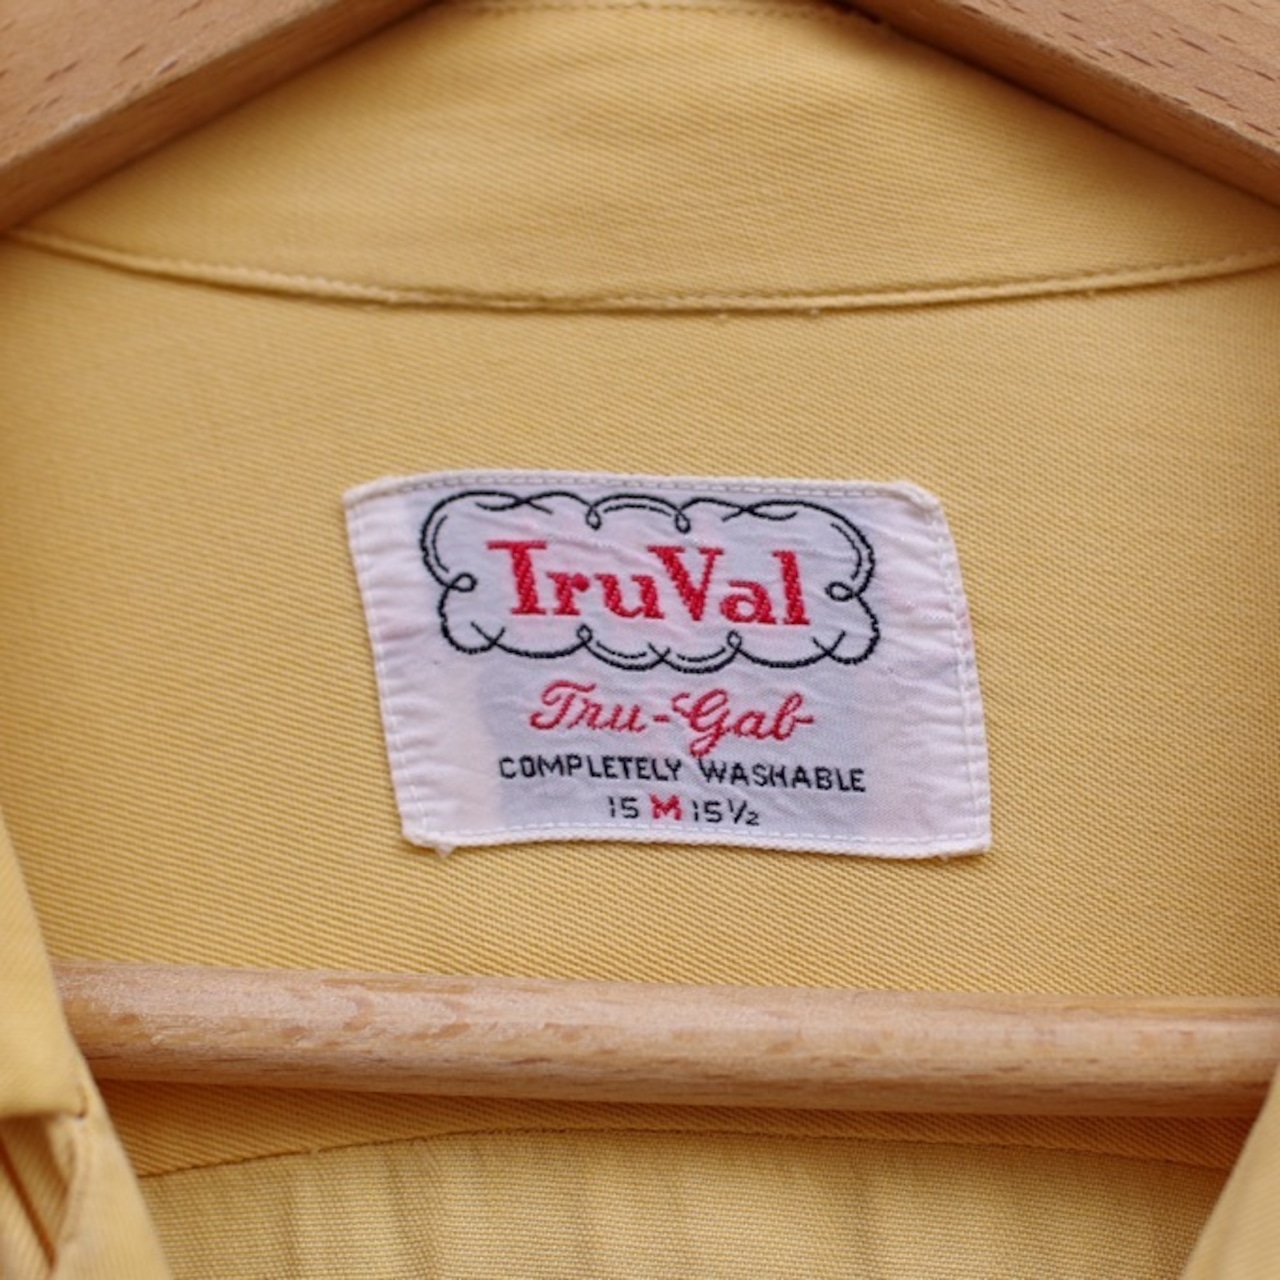 TruVal
Tru-Gab
COMPLETELY WASHABLE
15 M 15½